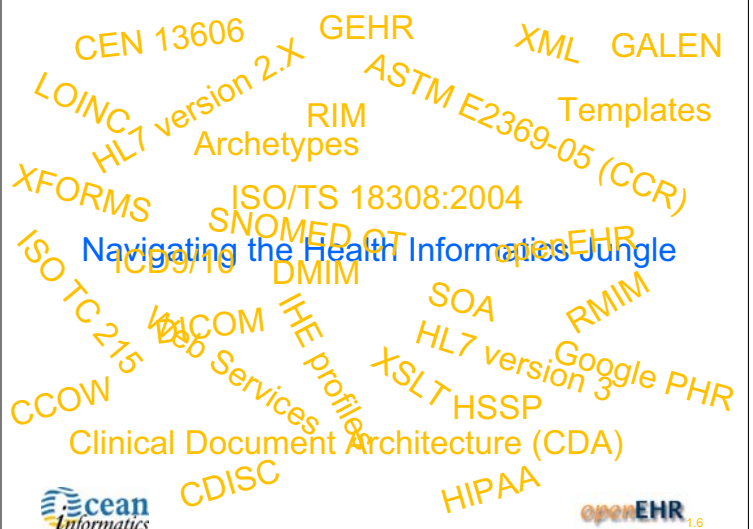 CEN 13606
GEHR
XML
GALEN
LOINC
HL7 version 2.X
ASTM E2369-05 (CCR)
RIM
Templates
Archetypes
XFORMS
ISO/TS 18308:2004
SNOMED CT
Navigating the Health Informatics Jungle
openEHR
ICD9/10
DMIM
ISO TC 215
SOA
RMIM
DICOM
Web Services
IHE profiles
HL7 version 3
Google PHR
XSLT
CCOW
HSSP
Clinical Document Architecture (CDA)
CDISC
HIPAA
Ocean
Informatics
openEHR
1.6